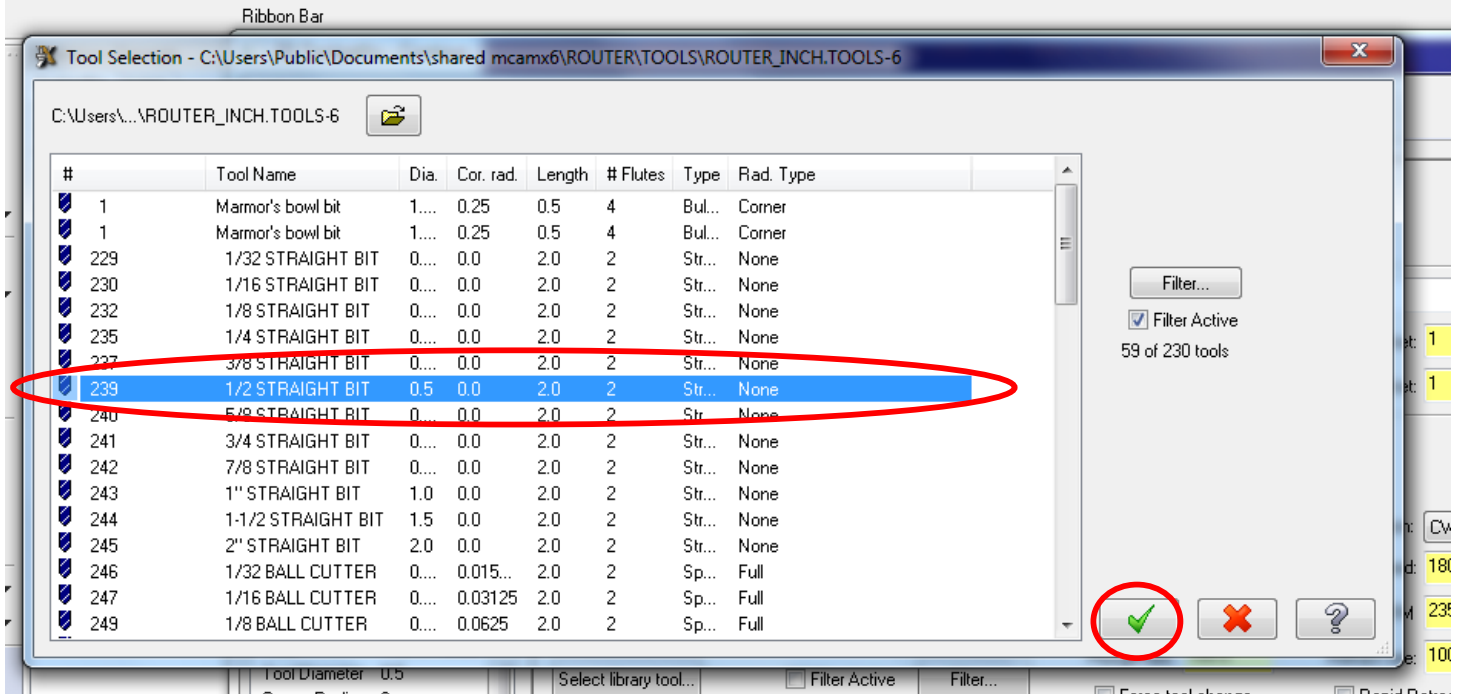 Ribbon Bar
Tool Selection - C:\Users\Public\Documents\shared mcamx6\ROUTER\TOOLS\ROUTER_INCH.TOOLS-6
x
C:\Users\...\ROUTER_INCH.TOOLS-6
# Tool Name Dia. Cor. rad. Length # Flutes Type Rad. Type
1 Marmor's bowl bit 1.... 0.25 0.5 4 Bul... Corner
1 Marmor's bowl bit 1.... 0.25 0.5 4 Bul... Corner
229 1/32 STRAIGHT BIT 0.... 0.0 2.0 2 Str... None
230 1/16 STRAIGHT BIT 0.... 0.0 2.0 2 Str... None
Filter...
232 1/8 STRAIGHT BIT 0.... 0.0 2.0 2 Str... None
Filter Active
235 1/4 STRAIGHT BIT 0.... 0.0 2.0 2 Str... None
59 of 230 tools
et: 1
237 3/8 STRAIGHT BIT 0.... 0.0 2.0 2 Str... None
239 1/2 STRAIGHT BIT 0.5 0.0 2.0 2 Str... None
et: 1
240 5/8 STRAIGHT BIT 0.... 0.0 2.0 2 Str... None
241 3/4 STRAIGHT BIT 0.... 0.0 2.0 2 Str... None
242 7/8 STRAIGHT BIT 0.... 0.0 2.0 2 Str... None
243 1" STRAIGHT BIT 1.0 0.0 2.0 2 Str... None
244 1-1/2 STRAIGHT BIT 1.5 0.0 2.0 2 Str... None
245 2" STRAIGHT BIT 2.0 0.0 2.0 2 Str... None
246 1/32 BALL CUTTER 0.... 0.015... 2.0 2 Sp... Full
247 1/16 BALL CUTTER 0.... 0.03125 2.0 2 Sp... Full
249 1/8 BALL CUTTER 0.... 0.0625 2.0 2 Sp... Full
?
d: 180
235
e: 100
Tool Diameter 0.5
Select library tool...
Filter Active
Filter...